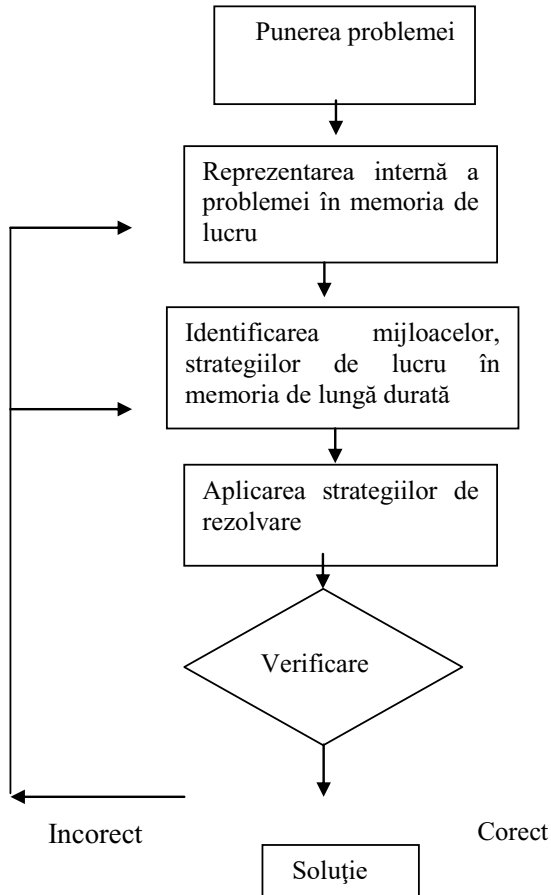 Punerea problemei
Reprezentarea internă a
problemei în memoria de
lucru
Identificarea mijloacelor,
strategiilor de lucru în
memoria de lungă durată
Aplicarea strategiilor de
rezolvare
Verificare
Incorect
Corect
Soluţie